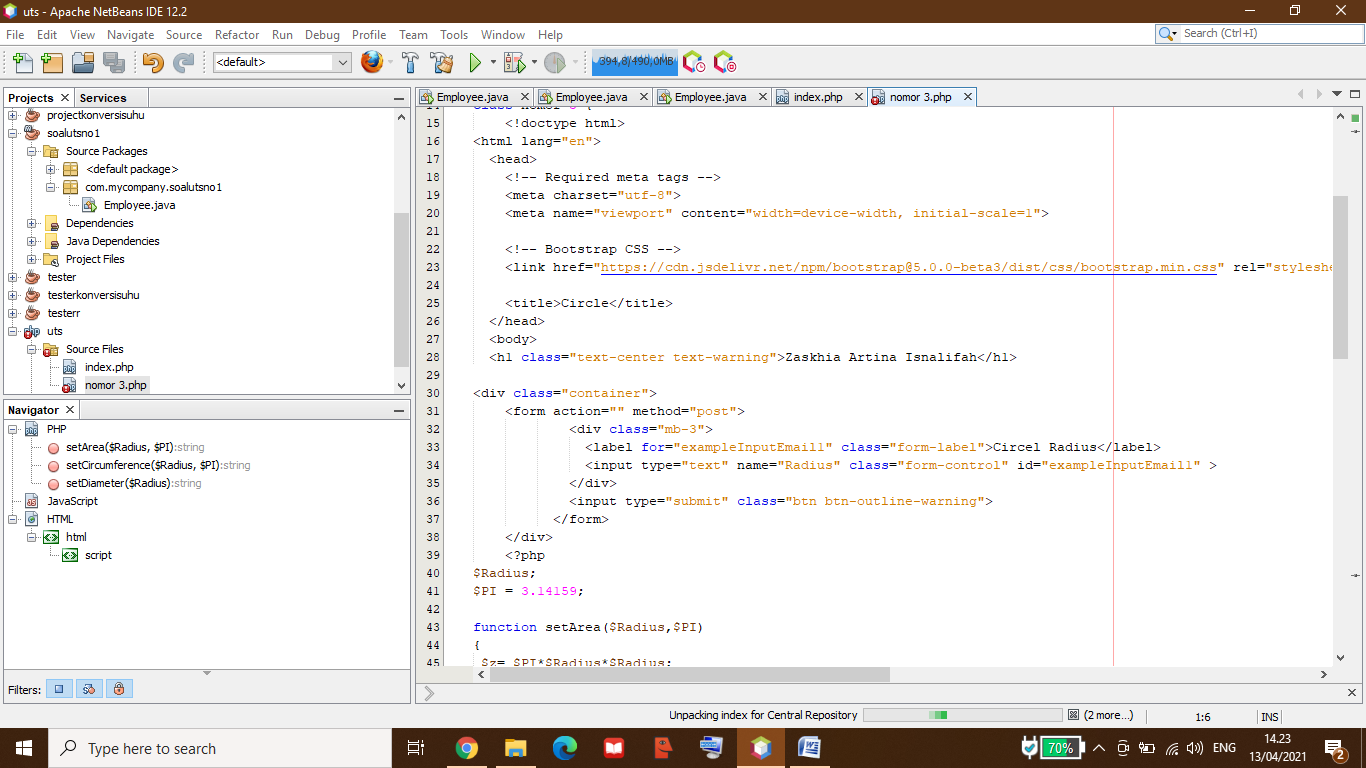 uts - Apache NetBeans IDE 12.2
File Edit View Navigate Source Refactor Run Debug Profile Team Tools Window Help
Search (Ctrl+I)
<default>
394,8/490,0MB
Projects Services
projectkonversisuhu
soalutsno1
Source Packages
<default package>
com.mycompany.soalutsno1
Employee.java
Dependencies
Java Dependencies
Project Files
tester
testerkonversisuhu
testerr
uts
Source Files
index.php
nomor 3.php
Navigator
PHP
setArea($Radius, $PI):string
setCircumference($Radius, $PI):string
setDiameter($Radius):string
JavaScript
HTML
html
script
Filters:
Employee.java Employee.java Employee.java index.php nomor 3.php
15 <!doctype html>
16 <html lang="en">
17 <head>
18 <!-- Required meta tags -->
19 <meta charset="utf-8">
20 <meta name="viewport" content="width=device-width, initial-scale=1">
21
22 <!-- Bootstrap CSS -->
23 <link href="https://cdn.jsdelivr.net/npm/bootstrap@5.0.0-beta3/dist/css/bootstrap.min.css" rel="styleshe
24
25 <title>Circle</title>
26 </head>
27 <body>
28 <h1 class="text-center text-warning">Zaskhia Artina Isnalifah</h1>
29
30 <div class="container">
31 <form action="" method="post">
32 <div class="mb-3">
33 <label for="exampleInputEmail1" class="form-label">Circel Radius</label>
34 <input type="text" name="Radius" class="form-control" id="exampleInputEmail1" >
35 </div>
36 <input type="submit" class="btn btn-outline-warning">
37 </form>
38 </div>
39 <?php
40 $Radius;
41 $PI = 3.14159;
42
43 function setArea($Radius,$PI)
44 {
45 $z= $PI*$Radius*$Radius;
Unpacking index for Central Repository
(2 more...)
1:6
INS
Type here to search
70%
ENG
14.23
13/04/2021
2